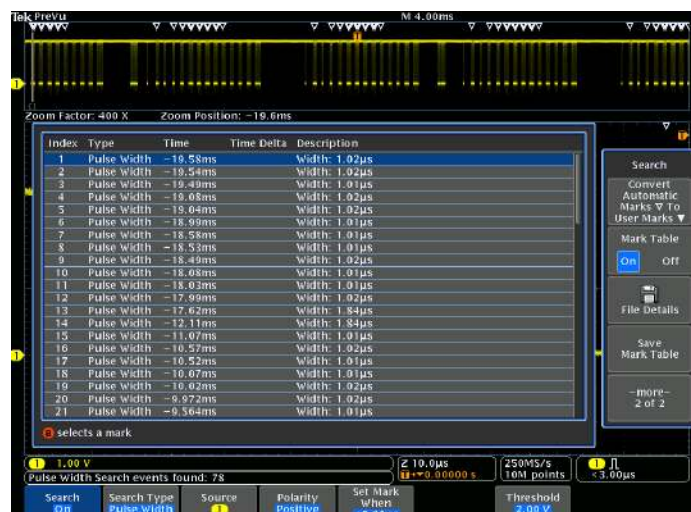 Tek PreVu M 4.00ms
Zoom Factor: 400 X Zoom Position: −19.6ms
Index Type Time Time Delta Description
1 Pulse Width −19.58ms Width: 1.02µs
2 Pulse Width −19.54ms Width: 1.02µs
3 Pulse Width −19.49ms Width: 1.01µs
4 Pulse Width −19.08ms Width: 1.02µs
5 Pulse Width −19.04ms Width: 1.02µs
6 Pulse Width −18.99ms Width: 1.01µs
7 Pulse Width −18.58ms Width: 1.01µs
8 Pulse Width −18.53ms Width: 1.01µs
9 Pulse Width −18.49ms Width: 1.02µs
10 Pulse Width −18.08ms Width: 1.01µs
11 Pulse Width −18.03ms Width: 1.01µs
12 Pulse Width −17.99ms Width: 1.02µs
13 Pulse Width −17.62ms Width: 1.84µs
14 Pulse Width −12.11ms Width: 1.84µs
15 Pulse Width −11.07ms Width: 1.01µs
16 Pulse Width −10.57ms Width: 1.02µs
17 Pulse Width −10.52ms Width: 1.02µs
18 Pulse Width −10.07ms Width: 1.01µs
19 Pulse Width −10.02ms Width: 1.02µs
20 Pulse Width −9.972ms Width: 1.02µs
21 Pulse Width −9.564ms Width: 1.01µs
a selects a mark
Search
Convert
Automatic
Marks ▽ To
User Marks ▼
Mark Table
On Off
File Details
Save
Mark Table
−more−
2 of 2
1 1.00 V
Z 10.0µs
0.00000 s
250MS/s
10M points
1
<3.00µs
Pulse Width Search events found: 78
Search
On
Search Type
Pulse Width
Source
1
Polarity
Positive
Set Mark
When
Threshold
2.00 V